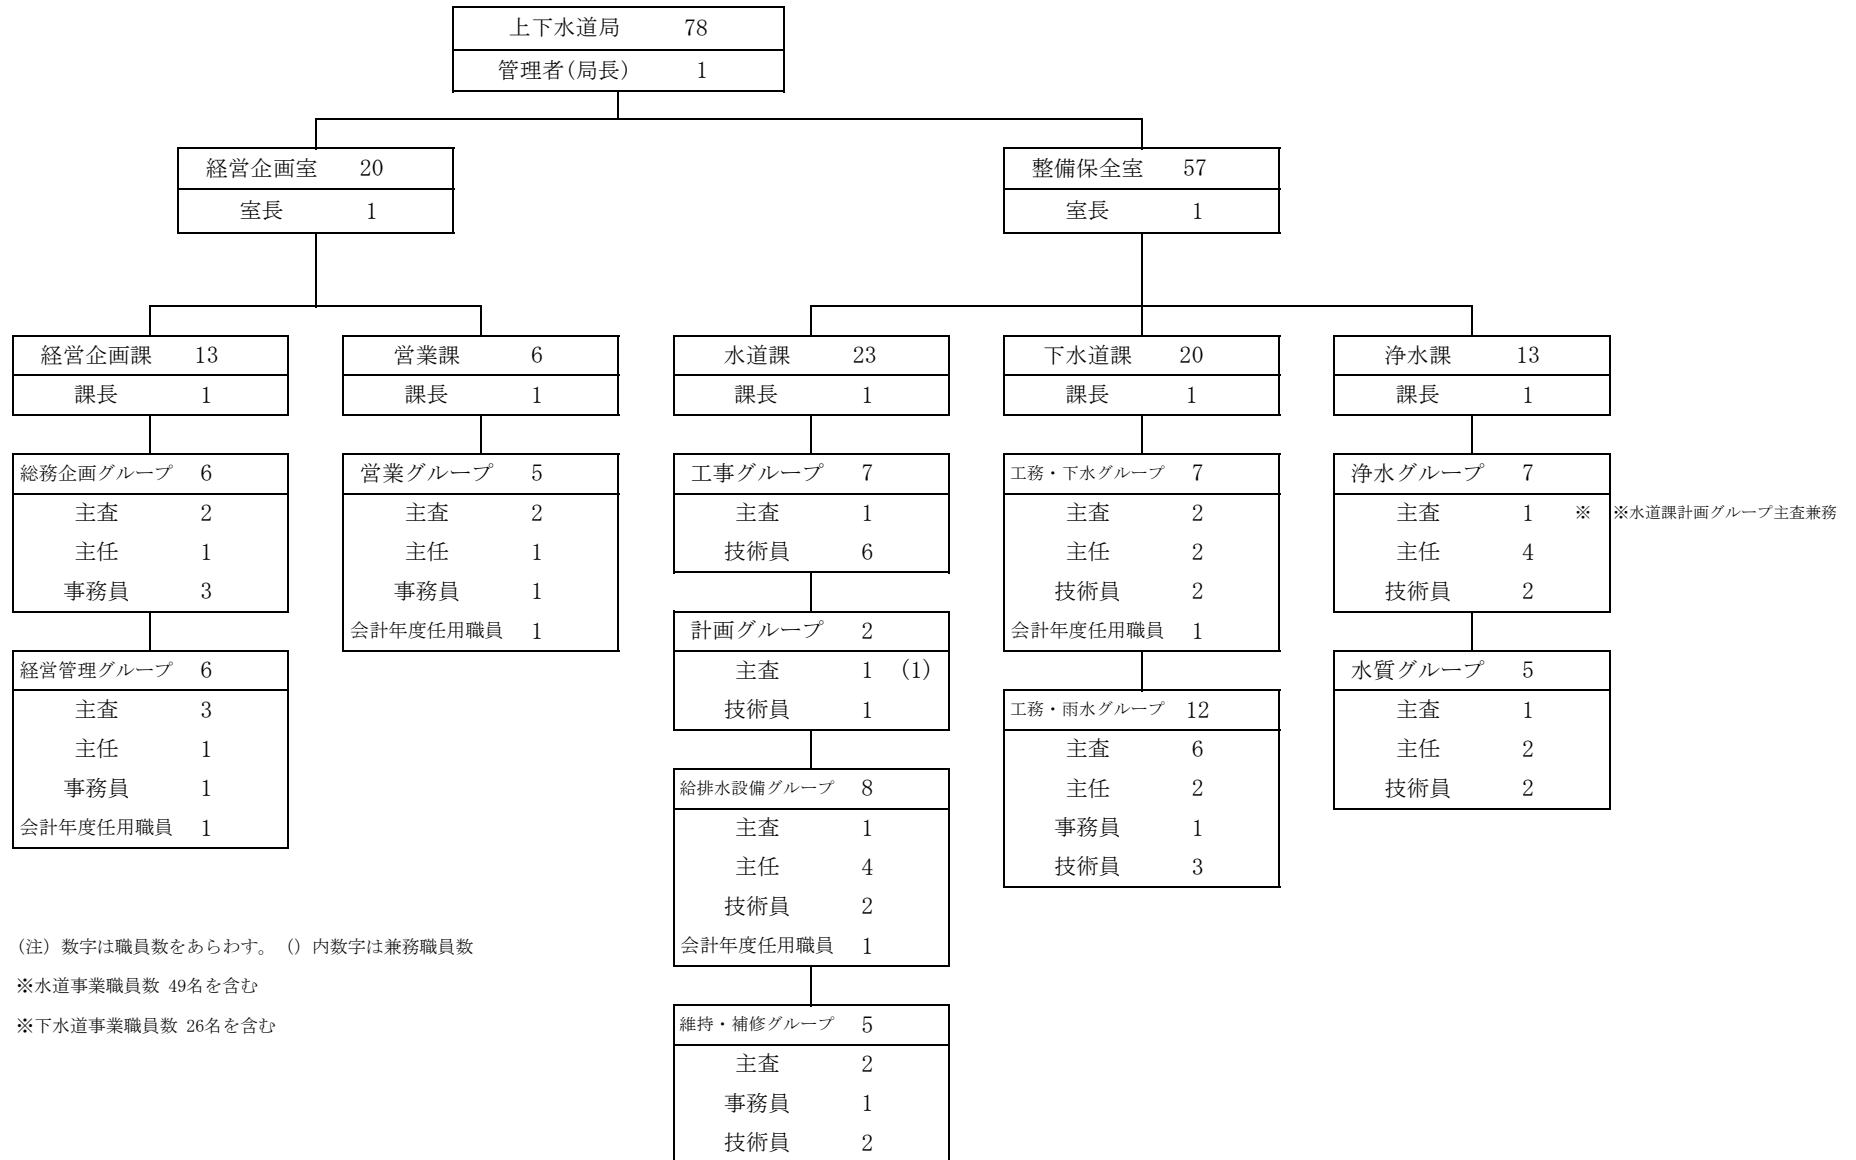 上下水道局 78
管理者(局長) 1
経営企画室 20
室長 1
整備保全室 57
室長 1
経営企画課 13
課長 1
総務企画グループ 6
主査 2
主任 1
事務員 3
経営管理グループ 6
主査 3
主任 1
事務員 1
会計年度任用職員 1
営業課 6
課長 1
営業グループ 5
主査 2
主任 1
事務員 1
会計年度任用職員 1
水道課 23
課長 1
工事グループ 7
主査 1
技術員 6
計画グループ 2
主査 1 (1)
技術員 1
給排水設備グループ 8
主査 1
主任 4
技術員 2
会計年度任用職員 1
維持・補修グループ 5
主査 2
事務員 1
技術員 2
下水道課 20
課長 1
工務・下水グループ 7
主査 2
主任 2
技術員 2
会計年度任用職員 1
工務・雨水グループ 12
主査 6
主任 2
事務員 1
技術員 3
浄水課 13
課長 1
浄水グループ 7
主査 1 ※ ※水道課計画グループ主査兼務
主任 4
技術員 2
水質グループ 5
主査 1
主任 2
技術員 2
(注) 数字は職員数をあらわす。 () 内数字は兼務職員数
※水道事業職員数 49名を含む
※下水道事業職員数 26名を含む